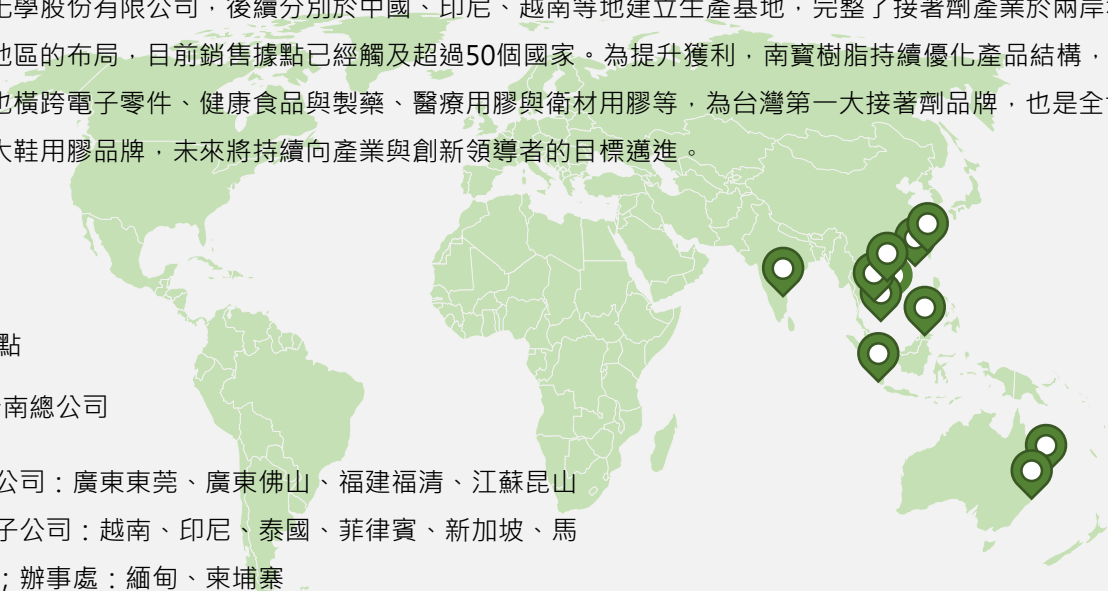 化學股份有限公司，後續分別於中國、印尼、越南等地建立生產基地，完整了接著劑產業於兩岸
地區的布局，目前銷售據點已經觸及超過50個國家。為提升獲利，南寶樹脂持續優化產品結構，
也橫跨電子零件、健康食品與製藥、醫療用膠與衛材用膠等，為台灣第一大接著劑品牌，也是全
大鞋用膠品牌，未來將持續向產業與創新領導者的目標邁進。
點
南總公司
公司：廣東東莞、廣東佛山、福建福清、江蘇昆山
子公司：越南、印尼、泰國、菲律賓、新加坡、馬
；辦事處：緬甸、柬埔寨